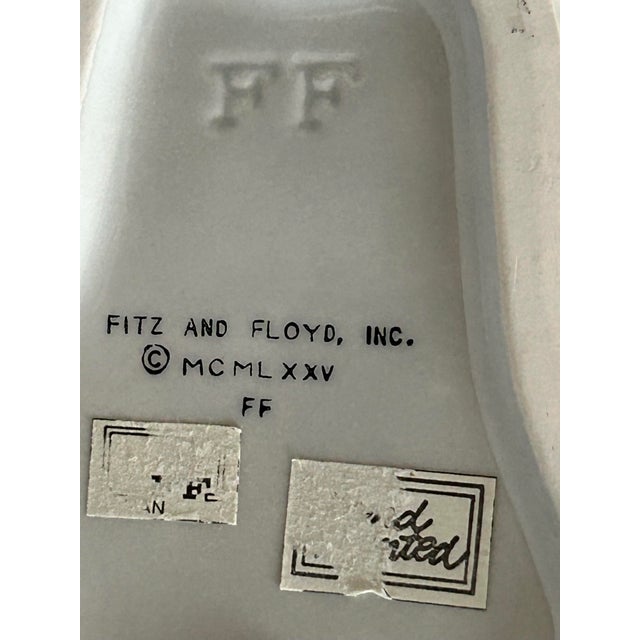 FF
FITZ AND FLOYD, INC.
© MCMLXXV
FF